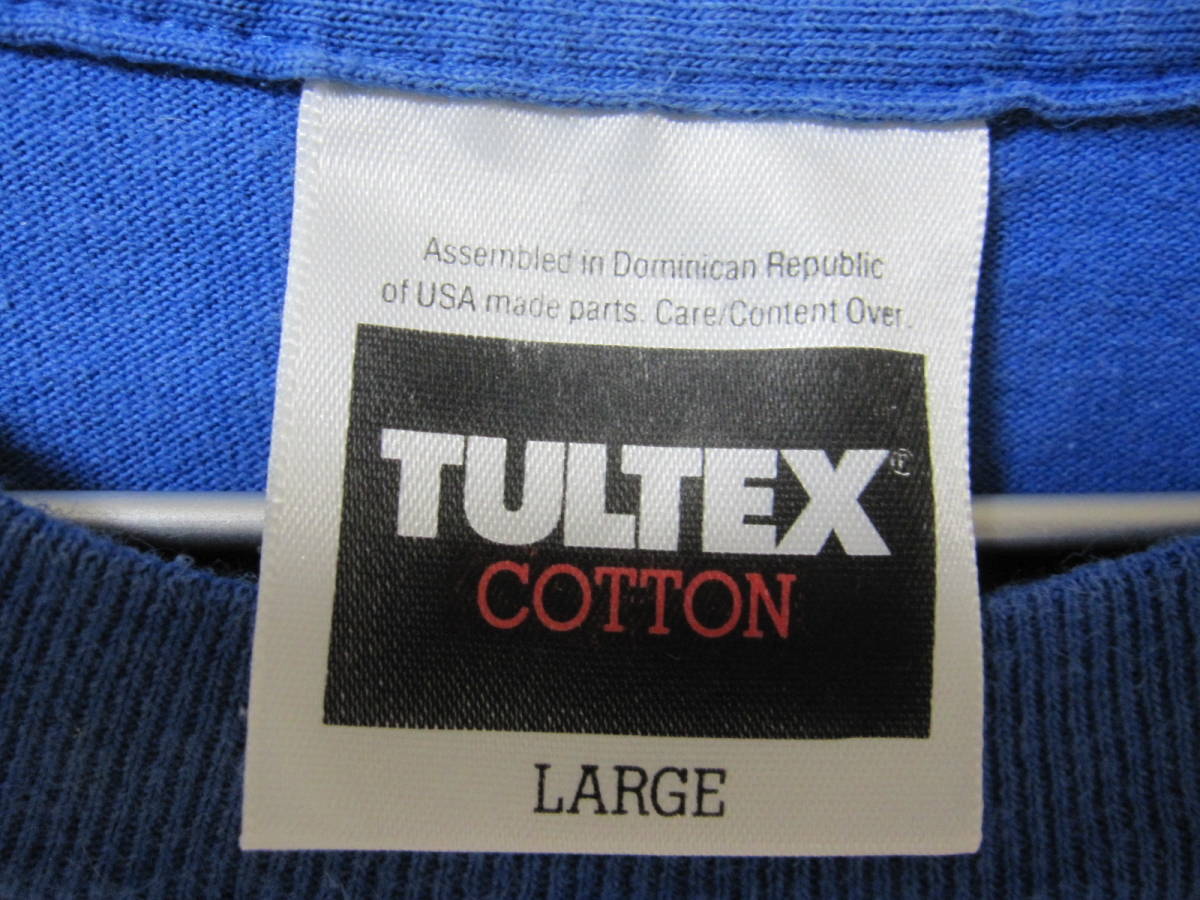 Assembled in Dominican Republic
of USA made parts. Care/Content Over.
TULTEX®
COTTON
LARGE